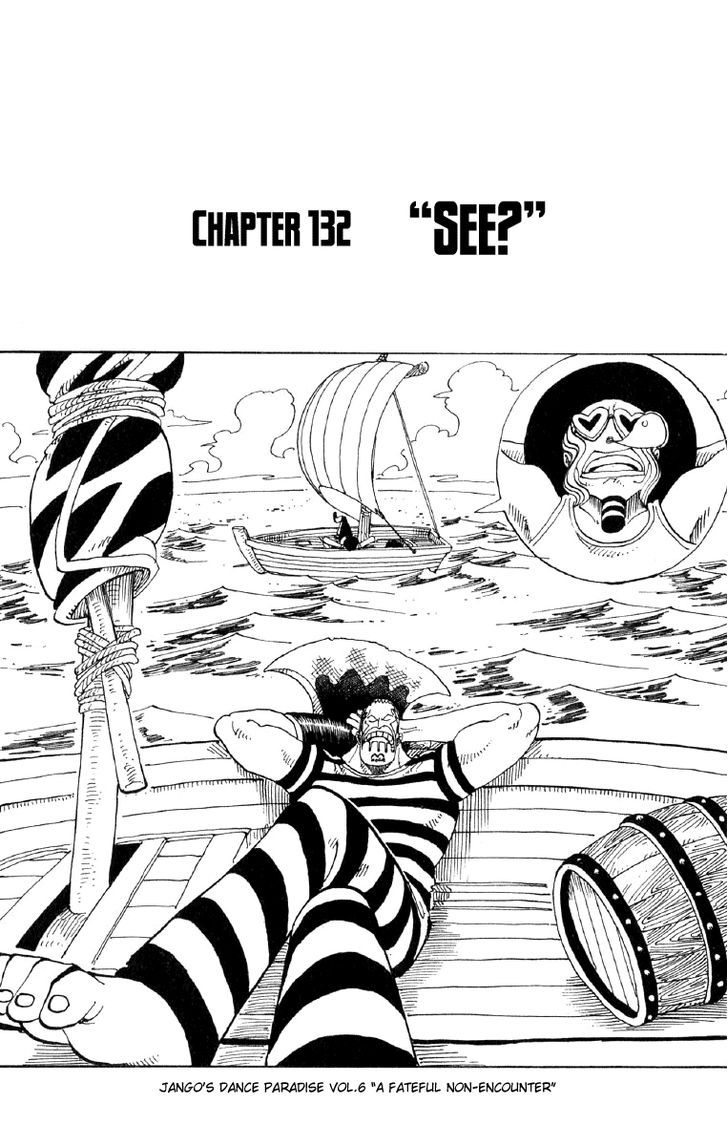 CHAPTER 132 "SEE?"
JANGO'S DANCE PARADISE VOL.6 "A FATEFUL NON-ENCOUNTER"